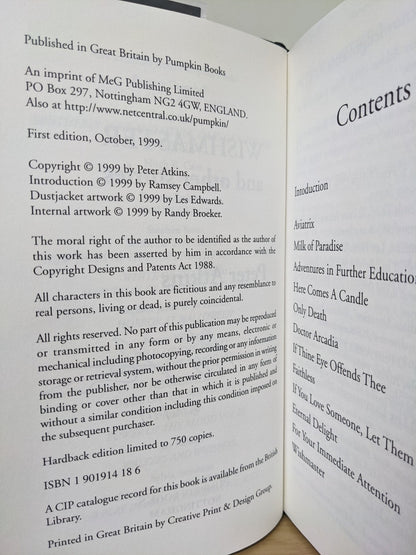 Published in Great Britain by Pumpkin Books
An imprint of MeG Publishing Limited
PO Box 297, Nottingham NG2 4GW, ENGLAND.
Also at http://www.netcentral.co.uk/pumpkin/
First edition, October, 1999.
Copyright © 1999 by Peter Atkins.
Introduction © 1999 by Ramsey Campbell.
Dustjacket artwork © 1999 by Les Edwards.
Internal artwork © 1999 by Randy Broeker.
The moral right of the author to be identified as the author of
this work has been asserted by him in accordance with the
Copyright Designs and Patents Act 1988.
All characters in this book are fictitious and any resemblance to
real persons, living or dead, is purely coincidental.
All rights reserved. No part of this publication may be reproduced
or transmitted in any form or by any means, electronic or
mechanical including photocopying, recording or any information
storage or retrieval system, without the prior permission in writing
from the publisher, nor be otherwise circulated in any form of
binding or cover other than that in which it is published and
without a similar condition including this condition imposed on
the subsequent purchaser.
Hardback edition limited to 750 copies.
ISBN 1 901914 18 6
A CIP catalogue record for this book is available from the British
Library.
Printed in Great Britain by Creative Print & Design Group.
Contents
Intoduction
Aviatrix
Milk of Paradise
Adventures in Further Education
Here Comes A Candle
Only Death
Doctor Arcadia
If Thine Eye Offends Thee
Faithless
If You Love Someone, Let Them
Eternal Delight
For Your Immediate Attention
Wishmaster